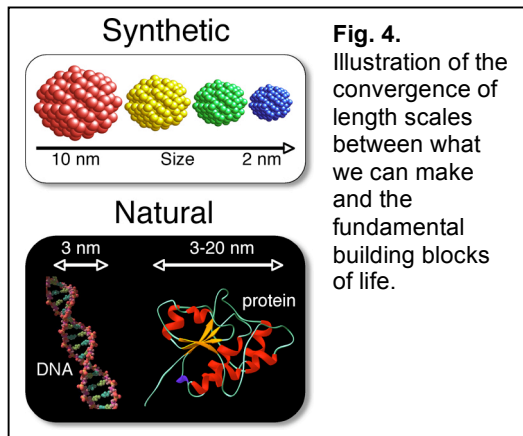 Synthetic
10 nm Size 2 nm
Natural
3 nm 3-20 nm
protein
DNA
Fig. 4.
Illustration of the
convergence of
length scales
between what
we can make
and the
fundamental
building blocks
of life.